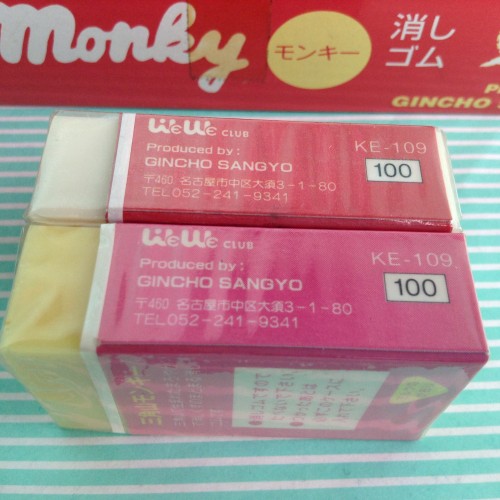 monky
モンキー
消し
ゴム
GINCHO
WeWe CLUB
Produced by:
GINCHO SANGYO
〒460 名古屋市中区大須3-1-80
TEL052-241-9341
KE-109
100
WeWe CLUB
Produced by:
GINCHO SANGYO
〒460 名古屋市中区大須3-1-80
TEL052-241-9341
KE-109
100